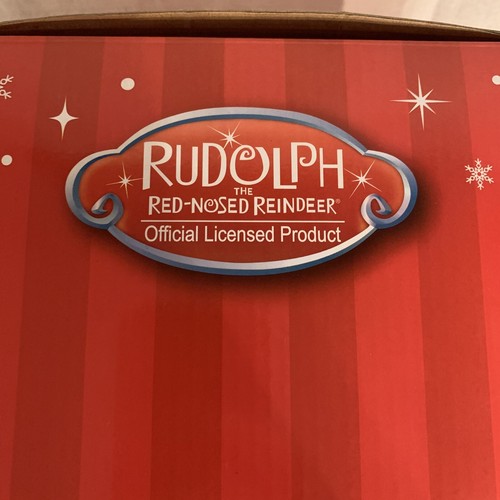 RUDOLPH
THE
RED-NOSED REINDEER®
Official Licensed Product